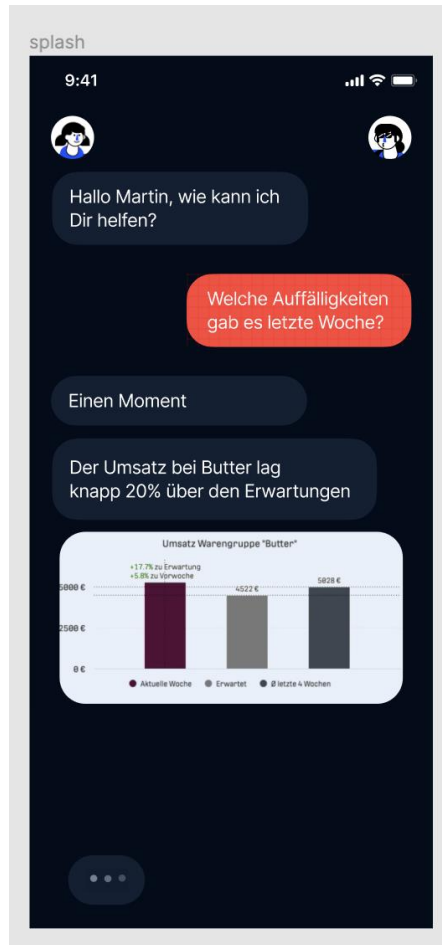 splash
9:41
Hallo Martin, wie kann ich
Dir helfen?
Welche Auffälligkeiten
gab es letzte Woche?
Einen Moment
Der Umsatz bei Butter lag
knapp 20% über den Erwartungen
Umsatz Warengruppe "Butter"
+17.7% zu Erwartung
+5.8% zu Vorwoche
5000 €
4522 €
5028 €
2500 €
0 €
Aktuelle Woche Erwartet Ø letzte 4 Wochen